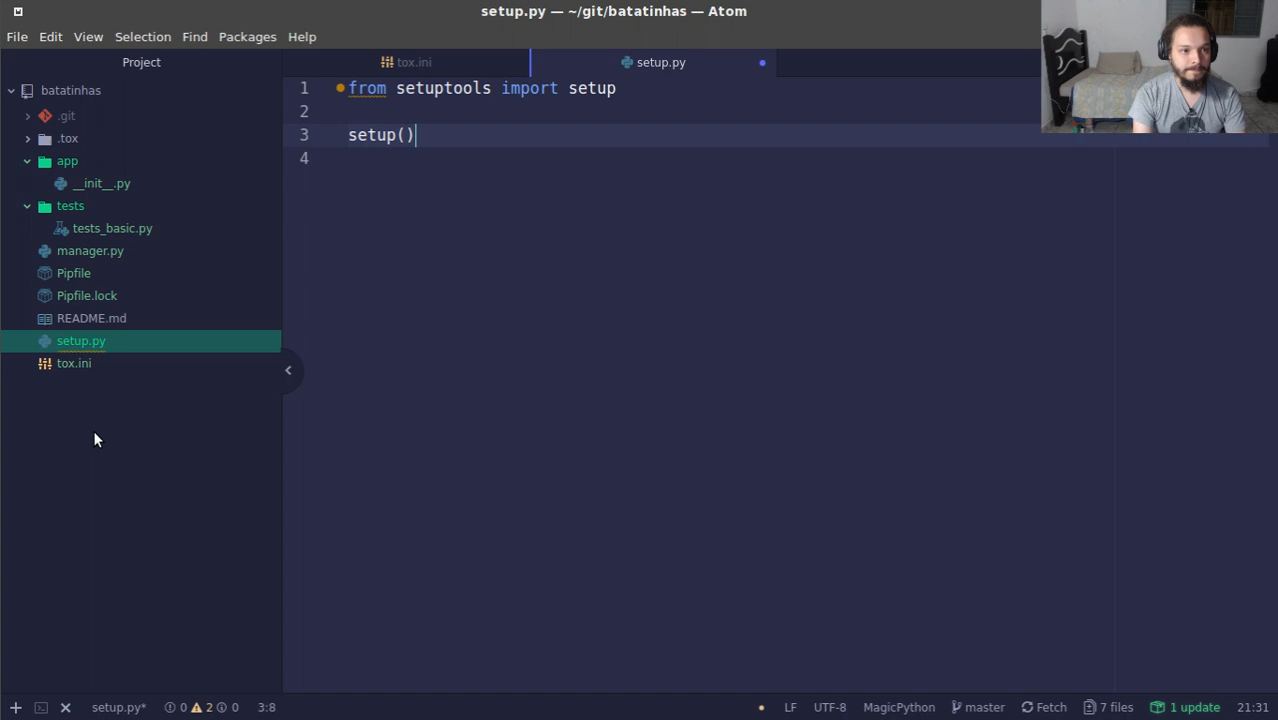 setup.py — ~/git/batatinhas — Atom
File Edit View Selection Find Packages Help
Project
tox.ini
setup.py
batatinhas
.git
.tox
app
__init__.py
tests
tests_basic.py
manager.py
Pipfile
Pipfile.lock
README.md
setup.py
tox.ini
1 from setuptools import setup
2
3 setup()
4
setup.py* 0 2 0 3:8 LF UTF-8 MagicPython master Fetch 7 files 1 update 21:31